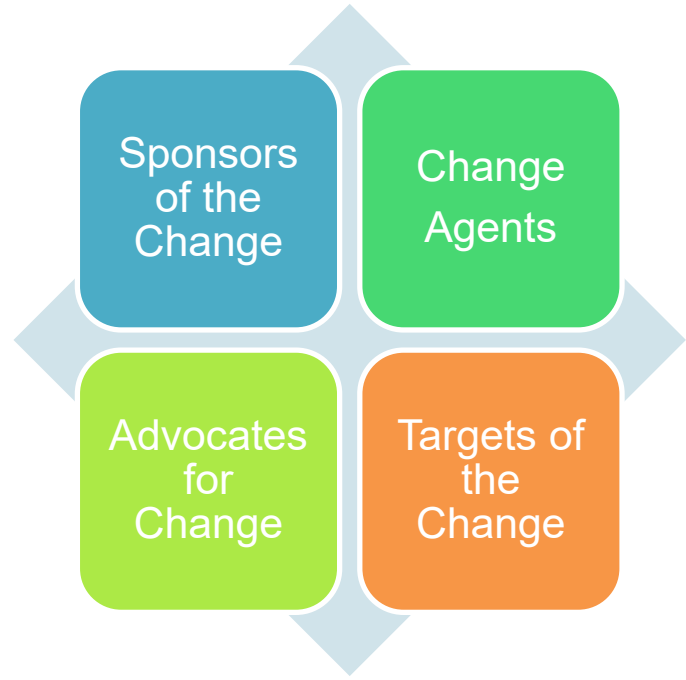 Sponsors
of the
Change
Change
Agents
Advocates
for
Change
Targets of
the
Change